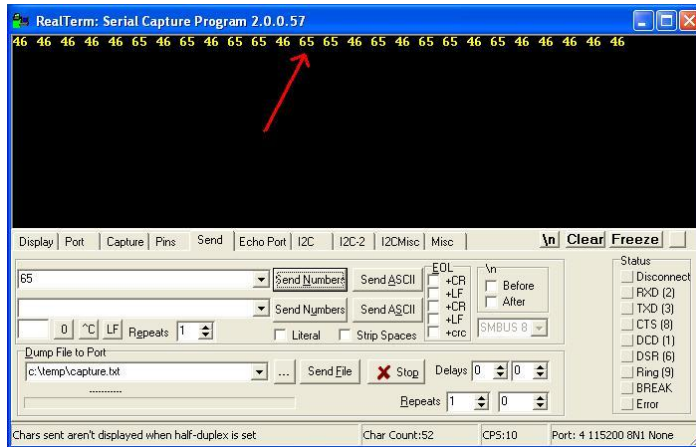 RealTerm: Serial Capture Program 2.0.0.57
46 46 46 46 46 65 46 65 46 65 65 46 65 65 46 65 46 65 65 46 65 46 46 46 46 46
Display Port Capture Pins Send Echo Port I2C I2C-2 I2CMisc Misc \n Clear Freeze
65 Send Numbers Send ASCII
Send Numbers Send ASCII
0 ^C LF Repeats 1 Literal Strip Spaces
EOL
+CR
+LF
+CR
+LF
+crc
\n
Before
After
SMBUS 8
Dump File to Port
c:\temp\capture.txt ... Send File Stop Delays 0 0
Repeats 1 0
Status
Disconnect
RXD (2)
TXD (3)
CTS (8)
DCD (1)
DSR (6)
Ring (9)
BREAK
Error
Chars sent aren't displayed when half-duplex is set Char Count:52 CPS:10 Port: 4 115200 8N1 None